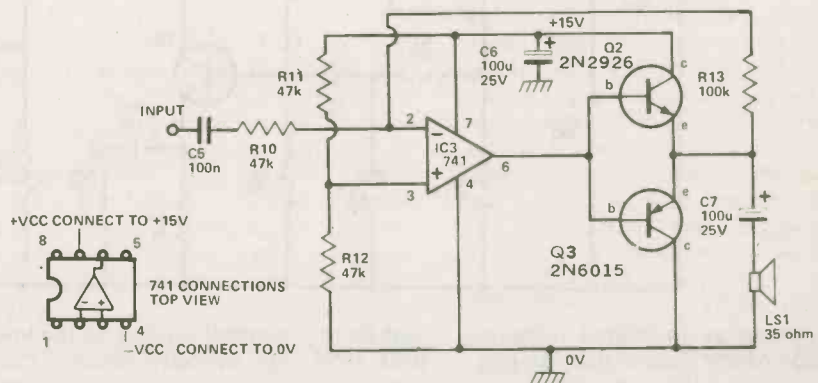 +15V
C6
100u
25V
Q2
2N2926
R11
47k
R13
100k
INPUT
C5
100n
R10
47k
2
7
IC3
741
6
3
4
b
c
e
b
e
c
C7
100u
25V
R12
47k
Q3
2N6015
LS1
35 ohm
0V
+VCC CONNECT TO +15V
8
5
741 CONNECTIONS
TOP VIEW
1
4
–VCC CONNECT TO 0V